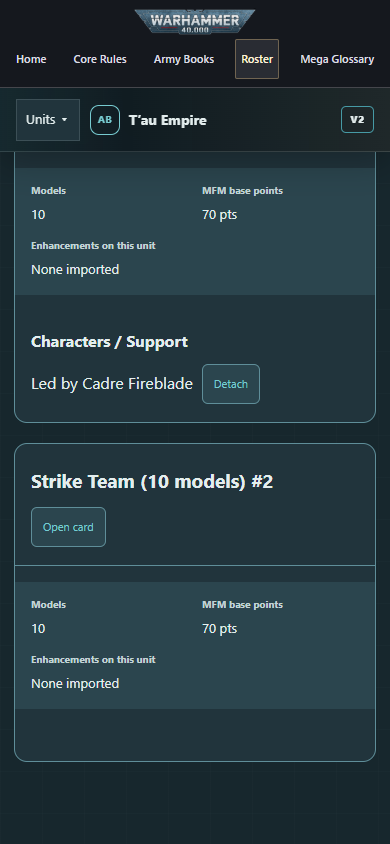 WARHAMMER
40,000
Home Core Rules Army Books Roster Mega Glossary
Units AB T'au Empire V2
Models MFM base points
10 70 pts
Enhancements on this unit
None imported
Characters / Support
Led by Cadre Fireblade Detach
Strike Team (10 models) #2
Open card
Models MFM base points
10 70 pts
Enhancements on this unit
None imported